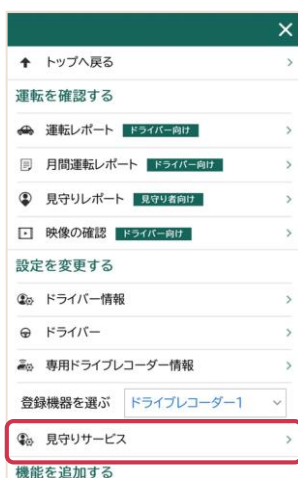 トップへ戻る
運転を確認する
運転レポート ドライバー向け
月間運転レポート ドライバー向け
見守りレポート 見守り者向け
映像の確認 ドライバー向け
設定を変更する
ドライバー情報
ドライバー
専用ドライブレコーダー情報
登録機器を選ぶ ドライブレコーダー1
見守りサービス
機能を追加する